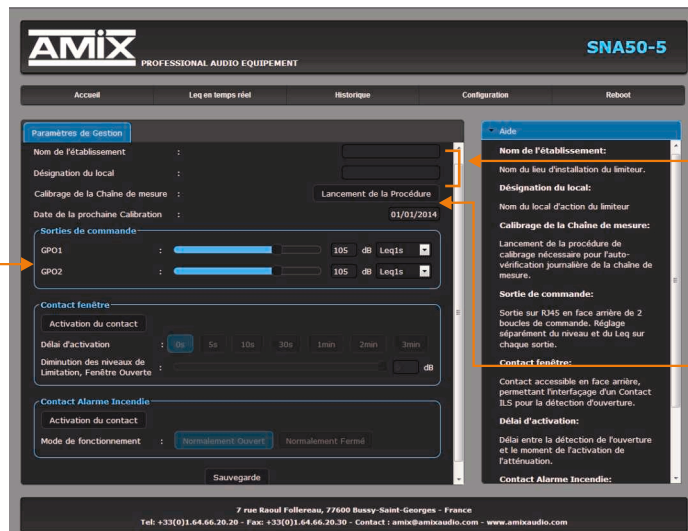 AMIX
PROFESSIONAL AUDIO EQUIPEMENT
SNA50-5
Accueil
Leq en temps réel
Historique
Configuration
Reboot
Paramètres de Gestion
Nom de l'établissement :
Désignation du local :
Calibrage de la Chaîne de mesure : Lancement de la Procédure
Date de la prochaine Calibration : 01/01/2014
Sorties de commande
GPO1 : 105 dB Leq1s
GPO2 : 105 dB Leq1s
Contact fenêtre
Activation du contact
Délai d'activation : 0s 5s 10s 30s 1min 2min 3min
Diminution des niveaux de
Limitation, Fenêtre Ouverte : dB
Contact Alarme Incendie
Activation du contact
Mode de fonctionnement : Normalement Ouvert Normalement Fermé
Sauvegarde
Aide
Nom de l'établissement:
Nom du lieu d'installation du limiteur.
Désignation du local:
Nom du local d'action du limiteur
Calibrage de la Chaîne de mesure:
Lancement de la procédure de
calibrage nécessaire pour l'auto-
vérification journalière de la chaîne de
mesure.
Sortie de commande:
Sortie sur RJ45 en face arrière de 2
boucles de commande. Réglage
séparément du niveau et du Leq sur
chaque sortie.
Contact fenêtre:
Contact accessible en face arrière,
permettant l'interfaçage d'un Contact
ILS pour la détection d'ouverture.
Délai d'activation:
Délai entre la détection de l'ouverture
et le moment de l'activation de
l'atténuation.
Contact Alarme Incendie:
7 rue Raoul Follereau, 77600 Bussy-Saint-Georges - France
Tel: +33(0)1.64.66.20.20 - Fax: +33(0)1.64.66.20.30 - Contact : amix@amixaudio.com - www.amixaudio.com